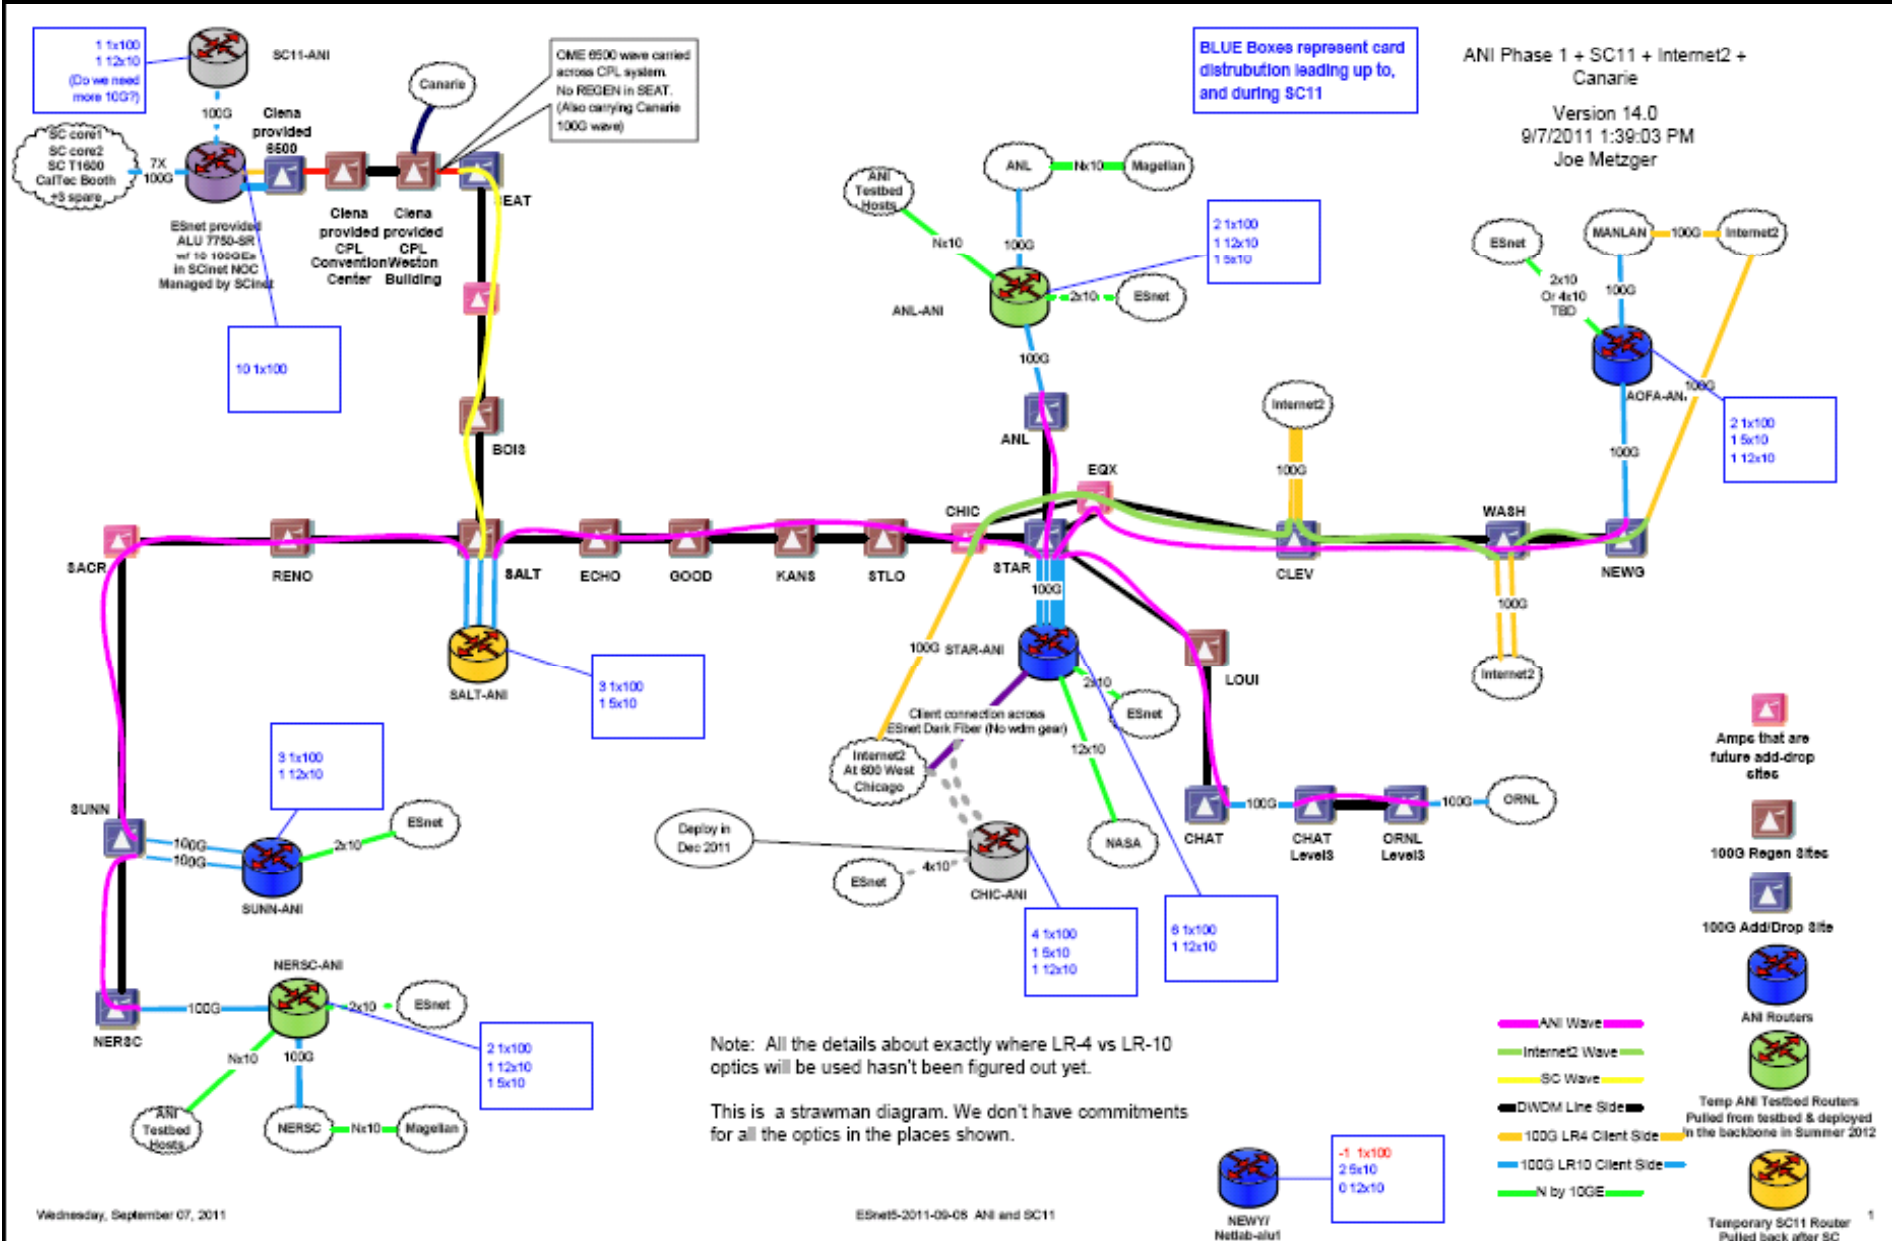 1 1x100
1 12x10
(Do we need
more 10G?)
SC11-ANI
100G
Ciena
provided
6500
SC core1
SC core2
SC T1600
CalTec Booth
+3 spare
7X
100G
ESnet provided
ALU 7750-SR
w/ 10 100GEs
in SCinet NOC
Managed by SCinet
Ciena
provided
CPL
Convention
Center
Ciena
provided
CPL
Weston
Building
Canarie
OME 6500 wave carried
across CPL system.
No REGEN in SEAT.
(Also carrying Canarie
100G wave)
SEAT
10 1x100
BOIS
BLUE Boxes represent card
distrubution leading up to,
and during SC11
ANI Phase 1 + SC11 + Internet2 +
Canarie
Version 14.0
9/7/2011 1:39:03 PM
Joe Metzger
ANI
Testbed
Hosts
Nx10
ANL
Nx10
Magellan
100G
2 1x100
1 12x10
1 5x10
ANL-ANI
2x10
ESnet
100G
ANL
ESnet
2x10
Or 4x10
TBD
MANLAN
100G
Internet2
100G
AOFA-ANI
100G
100G
2 1x100
1 5x10
1 12x10
Internet2
100G
SACR
RENO
SALT
ECHO
GOOD
KANS
STLO
CHIC
STAR
EQX
CLEV
WASH
NEWG
100G
100G
Internet2
SALT-ANI
3 1x100
1 5x10
100G
STAR-ANI
2x10
ESnet
Client connection across
ESnet Dark Fiber (No wdm gear)
Internet2
At 600 West
Chicago
12x10
NASA
LOUI
CHAT
100G
CHAT
Level3
ORNL
Level3
100G
ORNL
Deploy in
Dec 2011
ESnet
4x10
CHIC-ANI
4 1x100
1 5x10
1 12x10
6 1x100
1 12x10
3 1x100
1 12x10
SUNN
100G
100G
SUNN-ANI
2x10
ESnet
NERSC
100G
NERSC-ANI
2x10
ESnet
2 1x100
1 12x10
1 5x10
Nx10
100G
ANI
Testbed
Hosts
NERSC
Nx10
Magellan
Note: All the details about exactly where LR-4 vs LR-10
optics will be used hasn't been figured out yet.
This is a strawman diagram. We don't have commitments
for all the optics in the places shown.
NEWY/
Netlab-alu1
-1 1x100
2 5x10
0 12x10
ANI Wave
Internet2 Wave
SC Wave
DWDM Line Side
100G LR4 Client Side
100G LR10 Client Side
N by 10GE
Amps that are
future add-drop
sites
100G Regen Sites
100G Add/Drop Site
ANI Routers
Temp ANI Testbed Routers
Pulled from testbed & deployed
in the backbone in Summer 2012
Temporary SC11 Router
Pulled back after SC
Wednesday, September 07, 2011
ESnet5-2011-09-06 ANI and SC11
1